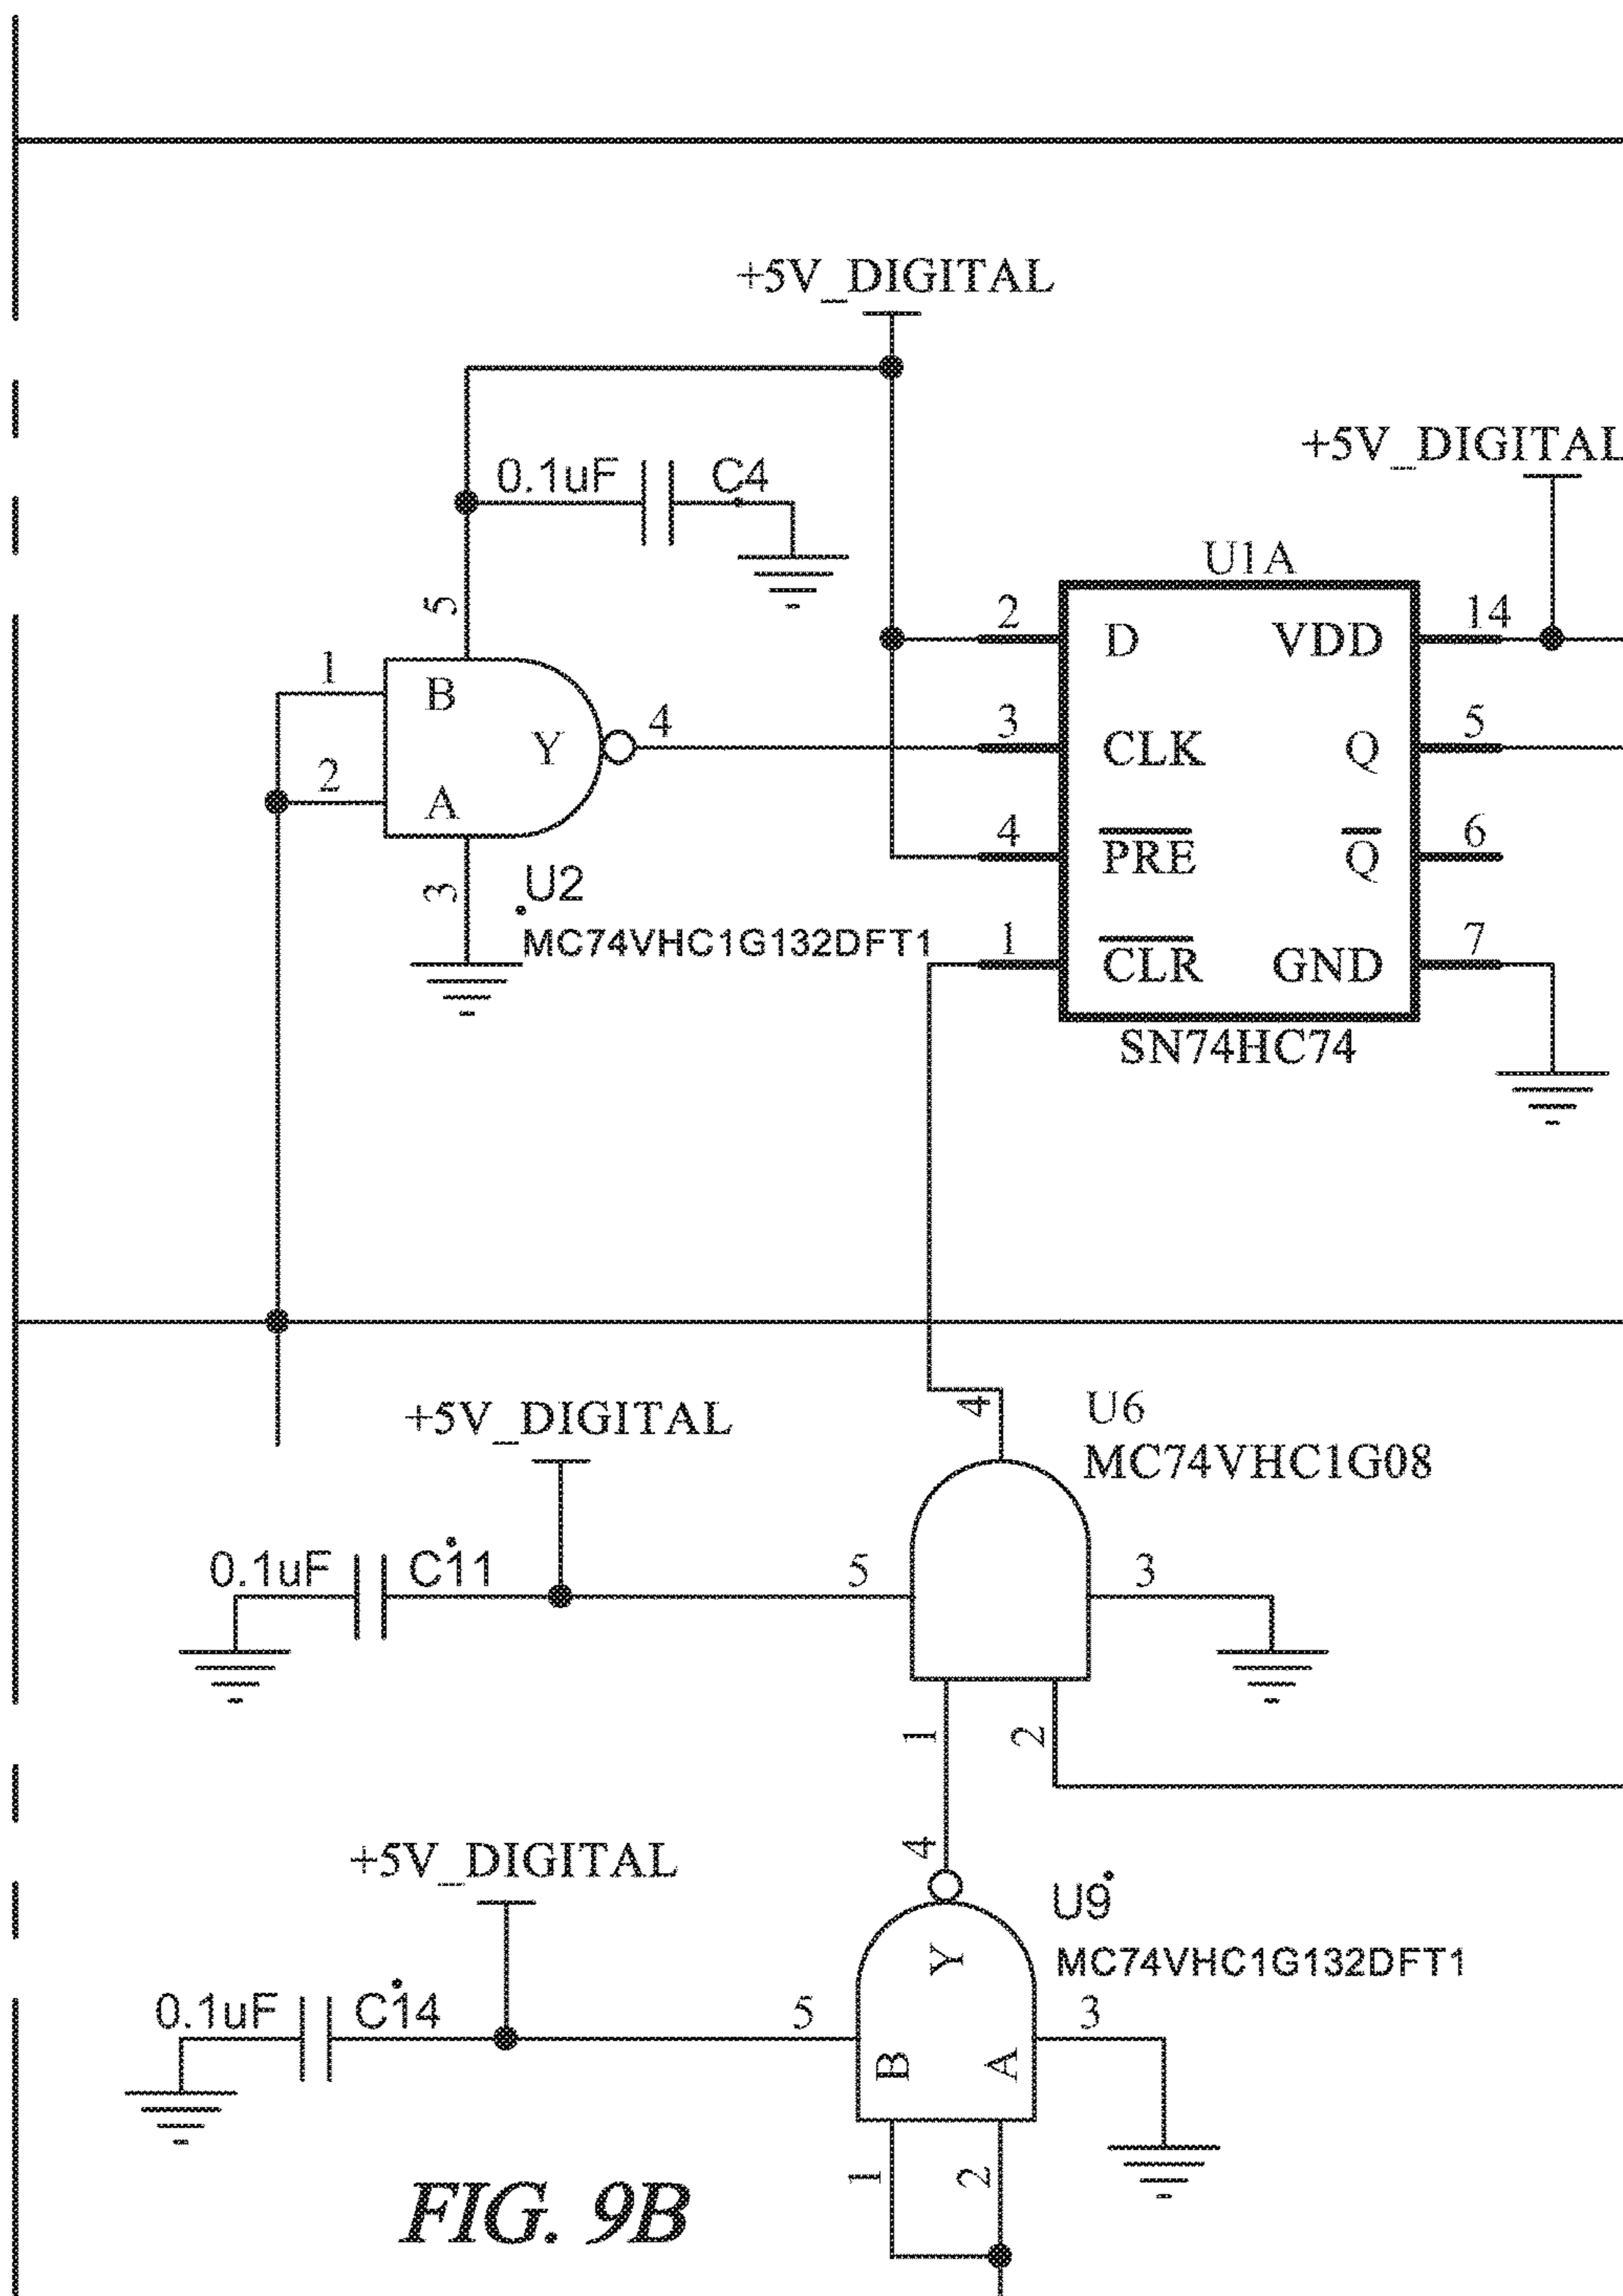 +5V_DIGITAL
+5V_DIGITAL
0.1uF C4
U1A
5
2 D VDD 14
1 B
Y 4
3 CLK Q 5
2 A
4 PRE Q 6
3
U2
MC74VHC1G132DFT1
1 CLR GND 7
SN74HC74
+5V_DIGITAL
4
U6
MC74VHC1G08
0.1uF C11
5
3
1
2
+5V_DIGITAL
4
U9
MC74VHC1G132DFT1
Y
0.1uF C14
5
3
B
A
1
2
FIG. 9B